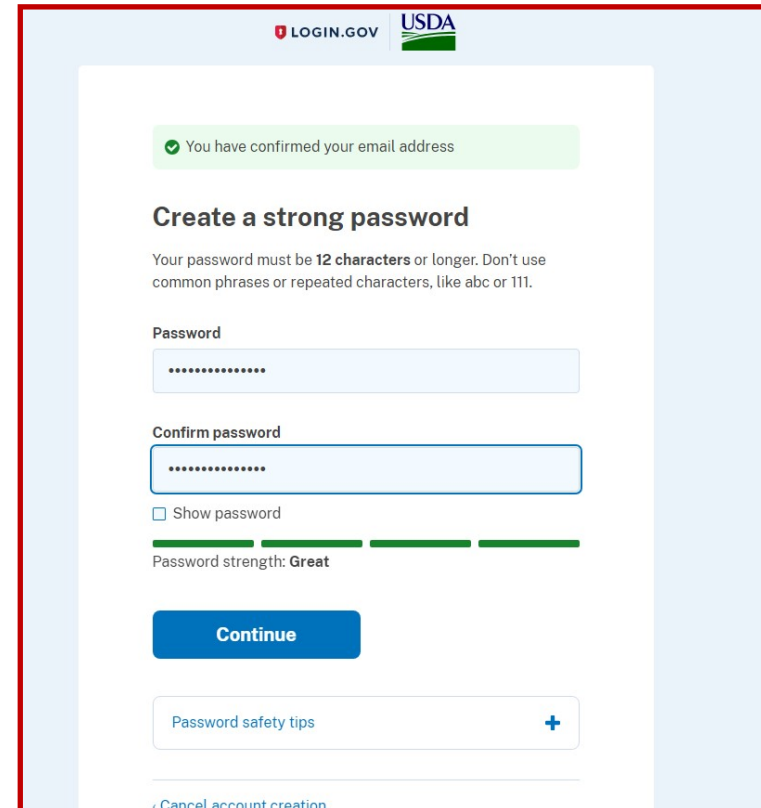 LOGIN.GOV USDA
You have confirmed your email address
Create a strong password
Your password must be 12 characters or longer. Don’t use
common phrases or repeated characters, like abc or 111.
Password
•••••••••••••••
Confirm password
•••••••••••••••
Show password
Password strength: Great
Continue
Password safety tips
‹ Cancel account creation